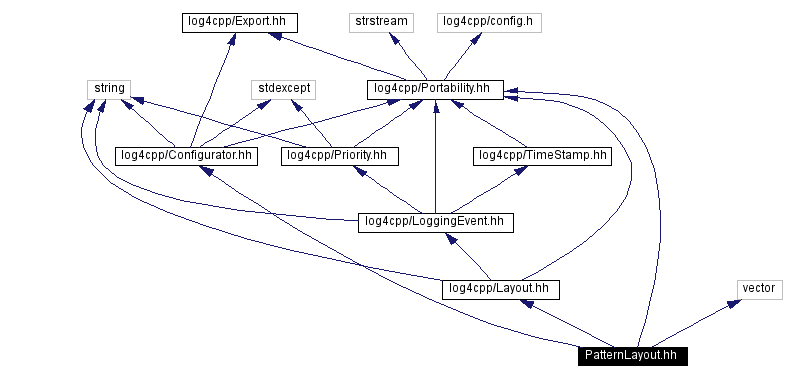 log4cpp/Export.hh
strstream
log4cpp/config.h
string
stdexcept
log4cpp/Portability.hh
log4cpp/Configurator.hh
log4cpp/Priority.hh
log4cpp/TimeStamp.hh
log4cpp/LoggingEvent.hh
log4cpp/Layout.hh
vector
PatternLayout.hh